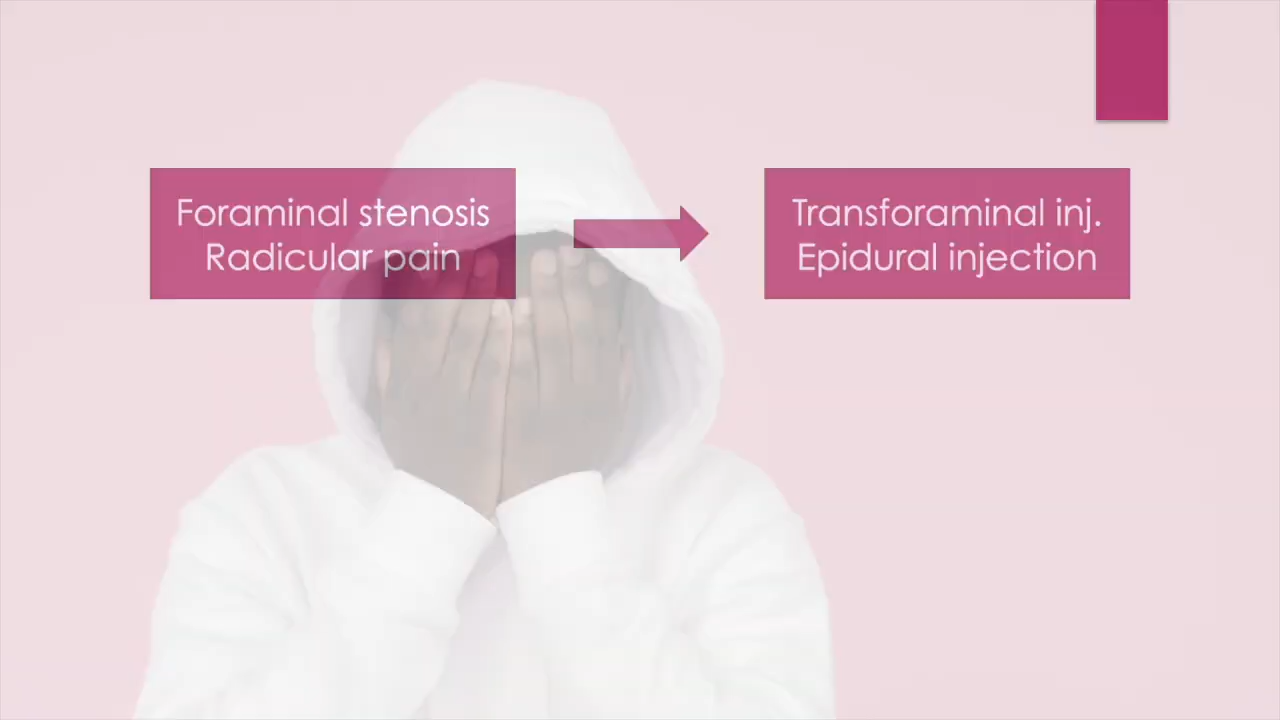 Foraminal stenosis
Radicular pain
Transforaminal inj.
Epidural injection